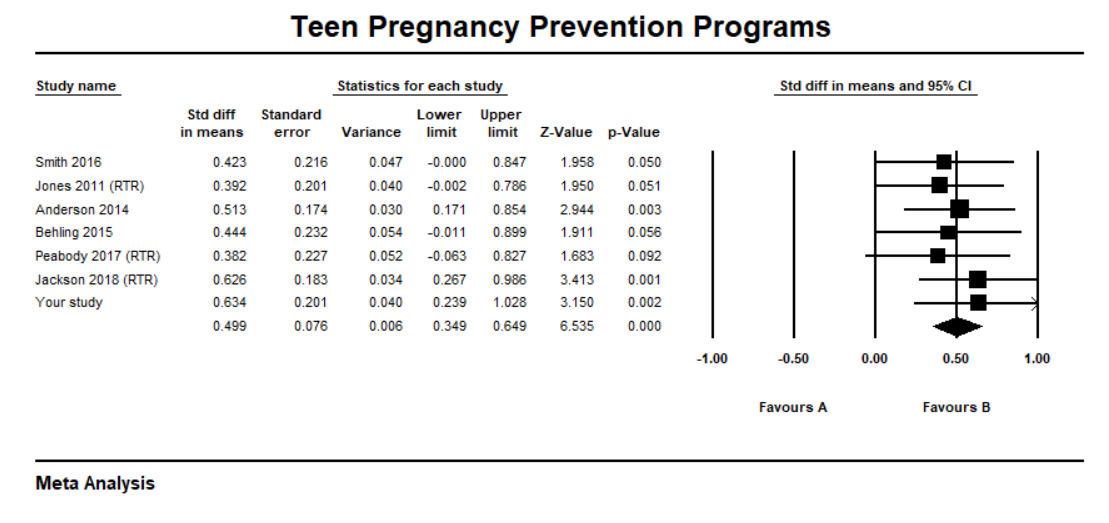 Teen Pregnancy Prevention Programs
Study name Statistics for each study Std diff in means and 95% CI
Std diff Standard Lower Upper
in means error Variance limit limit Z-Value p-Value
Smith 2016 0.423 0.216 0.047 -0.000 0.847 1.958 0.050
Jones 2011 (RTR) 0.392 0.201 0.040 -0.002 0.786 1.950 0.051
Anderson 2014 0.513 0.174 0.030 0.171 0.854 2.944 0.003
Behling 2015 0.444 0.232 0.054 -0.011 0.899 1.911 0.056
Peabody 2017 (RTR) 0.382 0.227 0.052 -0.063 0.827 1.683 0.092
Jackson 2018 (RTR) 0.626 0.183 0.034 0.267 0.986 3.413 0.001
Your study 0.634 0.201 0.040 0.239 1.028 3.150 0.002
0.499 0.076 0.006 0.349 0.649 6.535 0.000
-1.00 -0.50 0.00 0.50 1.00
Favours A Favours B
Meta Analysis